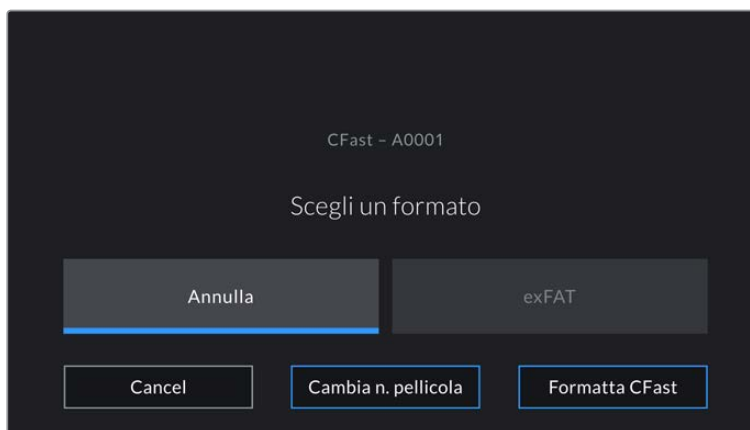 CFast – A0001
Scegli un formato
Annulla exFAT
Cancel Cambia n. pellicola Formatta CFast